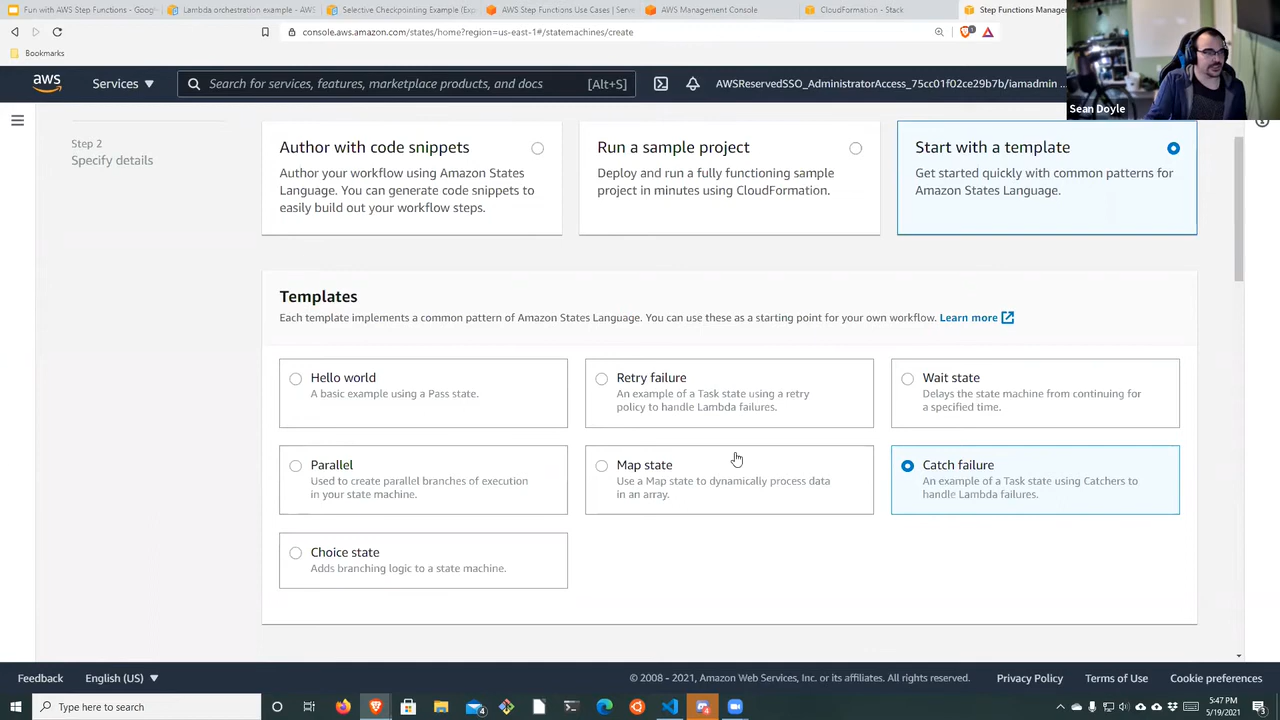 Fun with AWS Step Functions - Googl
Lambda orchestration example - AWS
Selective Checkpointing Example (Ex
AWS Step Functions Use Cases | Serv
AWS Management Console
CloudFormation - Stack
Step Functions Manage
console.aws.amazon.com/states/home?region=us-east-1#/statemachines/create
Bookmarks
aws
Services
Search for services, features, marketplace products, and docs
[Alt+S]
AWSReservedSSO_AdministratorAccess_75cc01f02ce29b7b/iamadmin ...
Sean Doyle
Step 2
Specify details
Author with code snippets
Author your workflow using Amazon States
Language. You can generate code snippets to
easily build out your workflow steps.
Run a sample project
Deploy and run a fully functioning sample
project in minutes using CloudFormation.
Start with a template
Get started quickly with common patterns for
Amazon States Language.
Templates
Each template implements a common pattern of Amazon States Language. You can use these as a starting point for your own workflow. Learn more
Hello world
A basic example using a Pass state.
Retry failure
An example of a Task state using a retry
policy to handle Lambda failures.
Wait state
Delays the state machine from continuing for
a specified time.
Parallel
Used to create parallel branches of execution
in your state machine.
Map state
Use a Map state to dynamically process data
in an array.
Catch failure
An example of a Task state using Catchers to
handle Lambda failures.
Choice state
Adds branching logic to a state machine.
Feedback
English (US)
© 2008 - 2021, Amazon Web Services, Inc. or its affiliates. All rights reserved.
Privacy Policy
Terms of Use
Cookie preferences
Type here to search
4
5:47 PM
5/19/2021
3